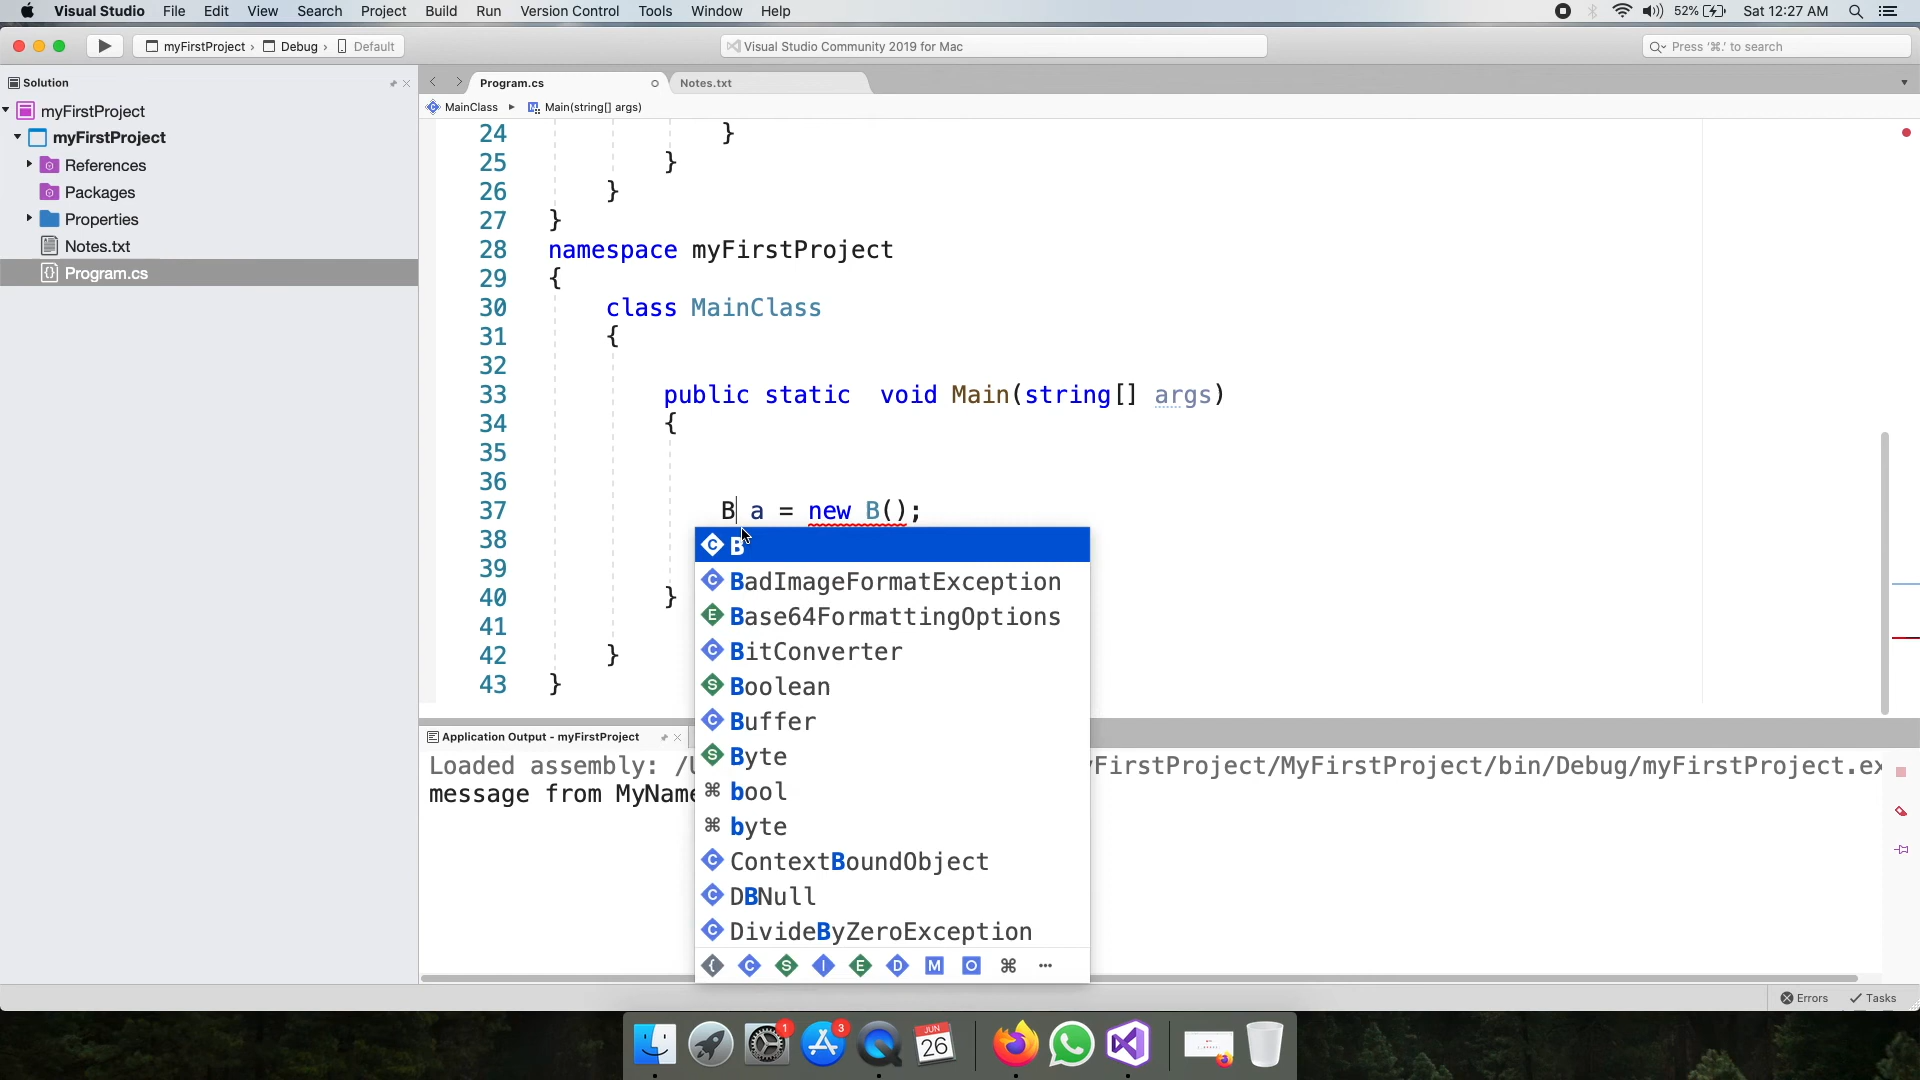 Visual Studio File Edit View Search Project Build Run Version Control Tools Window Help 52% Sat 12:27 AM
myFirstProject › Debug › Default Visual Studio Community 2019 for Mac Press '⌘.' to search
Solution
myFirstProject
myFirstProject
References
Packages
Properties
Notes.txt
Program.cs
Program.cs Notes.txt
MainClass Main(string[] args)
24 }
25 }
26 }
27 }
28 namespace myFirstProject
29 {
30 class MainClass
31 {
32
33 public static void Main(string[] args)
34 {
35
36
37 B a = new B();
38
39
40 }
41
42 }
43 }
B
BadImageFormatException
Base64FormattingOptions
BitConverter
Boolean
Buffer
Byte
bool
byte
ContextBoundObject
DBNull
DivideByZeroException
{ C S I E D M ⌘ ...
Application Output - myFirstProject
Loaded assembly: FirstProject/MyFirstProject/bin/Debug/myFirstProject.ex
message from MyName
Errors Tasks
1 3 JUN 26